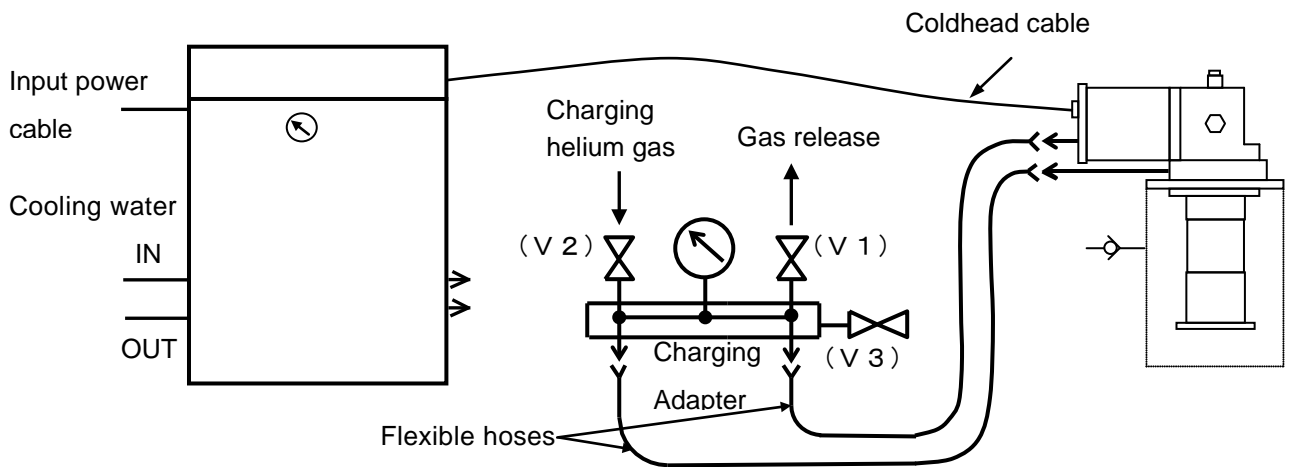 Coldhead cable
Input power
cable
Charging
helium gas
Gas release
Cooling water
IN
OUT
(V 2)
(V 1)
(V 3)
Charging
Adapter
Flexible hoses